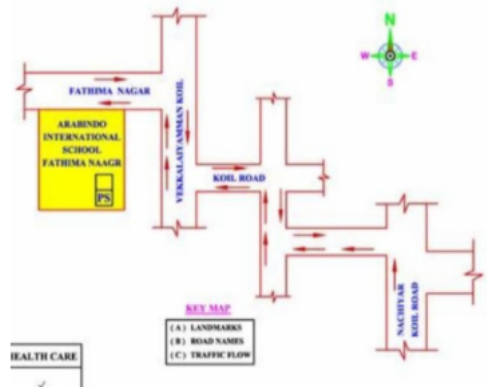 N
W
E
S
FATHIMA NAGAR
ARABINDO
INTERNATIONAL
SCHOOL
FATHIMA NAAGR
PS
VEKKALAIYAMMAN KOIL
KOIL ROAD
NACHIYAR
KOIL ROAD
KEY MAP
(A) LANDMARKS
(B) ROAD NAMES
(C) TRAFFIC FLOW
HEALTH CARE